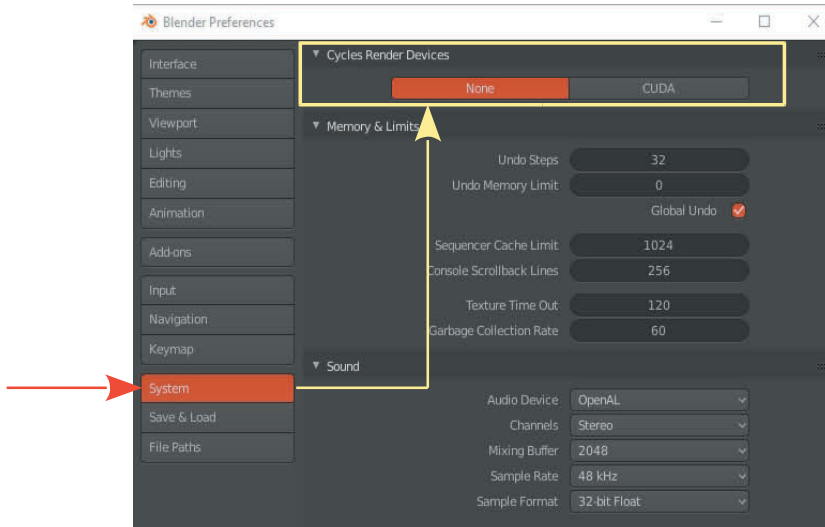 Blender Preferences
Interface
Themes
Viewport
Lights
Editing
Animation
Add-ons
Input
Navigation
Keymap
System
Save & Load
File Paths
Cycles Render Devices
None CUDA
Memory & Limits
Undo Steps 32
Undo Memory Limit 0
Global Undo
Sequencer Cache Limit 1024
Console Scrollback Lines 256
Texture Time Out 120
Garbage Collection Rate 60
Sound
Audio Device OpenAL
Channels Stereo
Mixing Buffer 2048
Sample Rate 48 kHz
Sample Format 32-bit Float